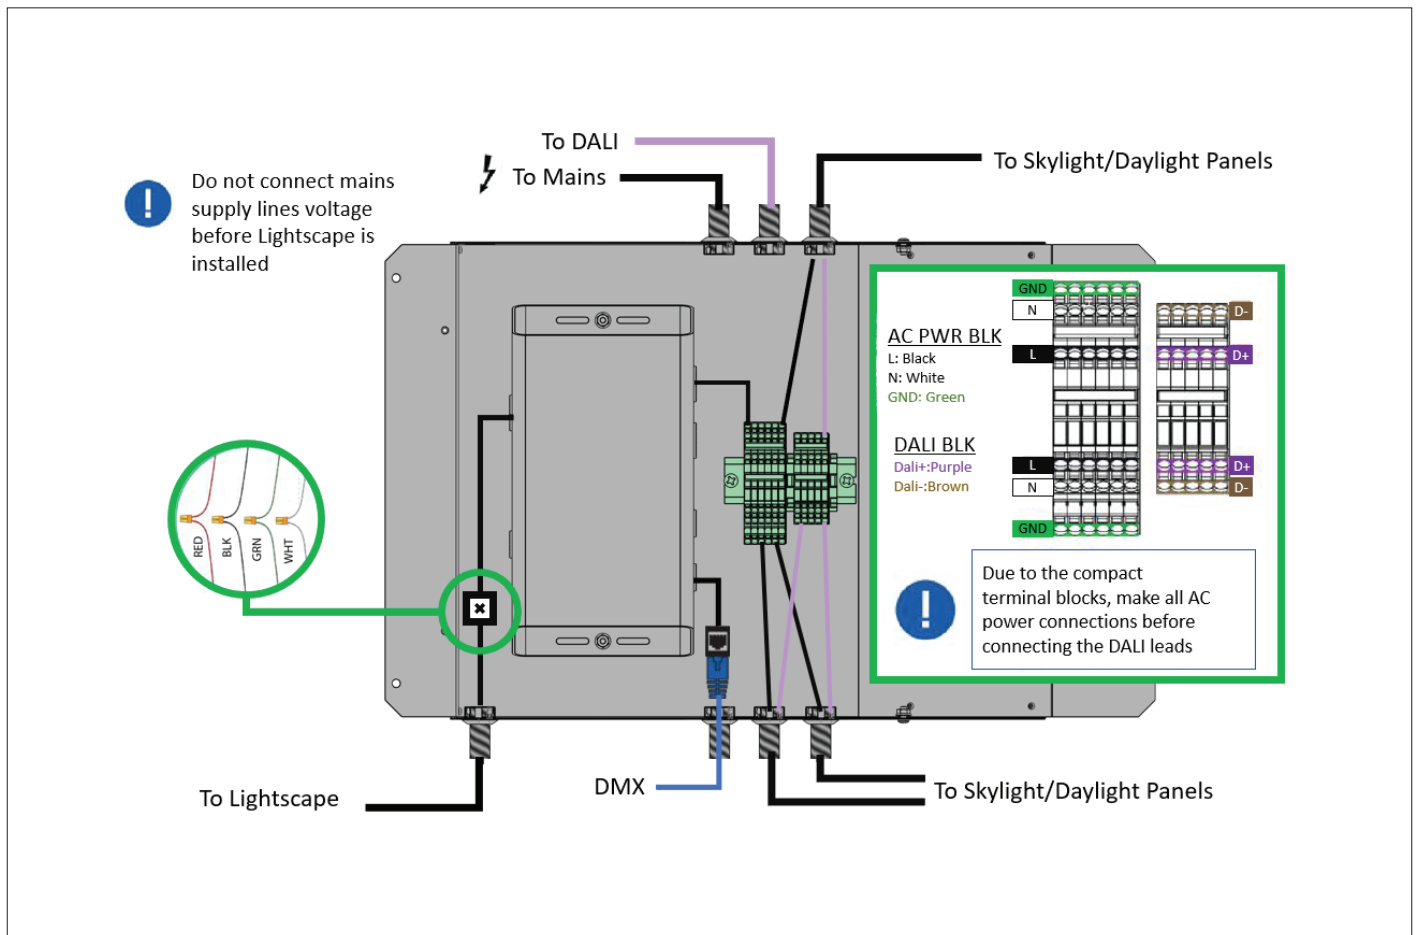 To DALI
To Mains
To Skylight/Daylight Panels
Do not connect mains
supply lines voltage
before Lightscape is
installed
GND
N
L
AC PWR BLK
L: Black
N: White
GND: Green
DALI BLK
Dali+:Purple
Dali-:Brown
L
N
GND
D-
D+
D+
D-
Due to the compact
terminal blocks, make all AC
power connections before
connecting the DALI leads
RED
BLK
GRN
WHT
To Lightscape
DMX
To Skylight/Daylight Panels